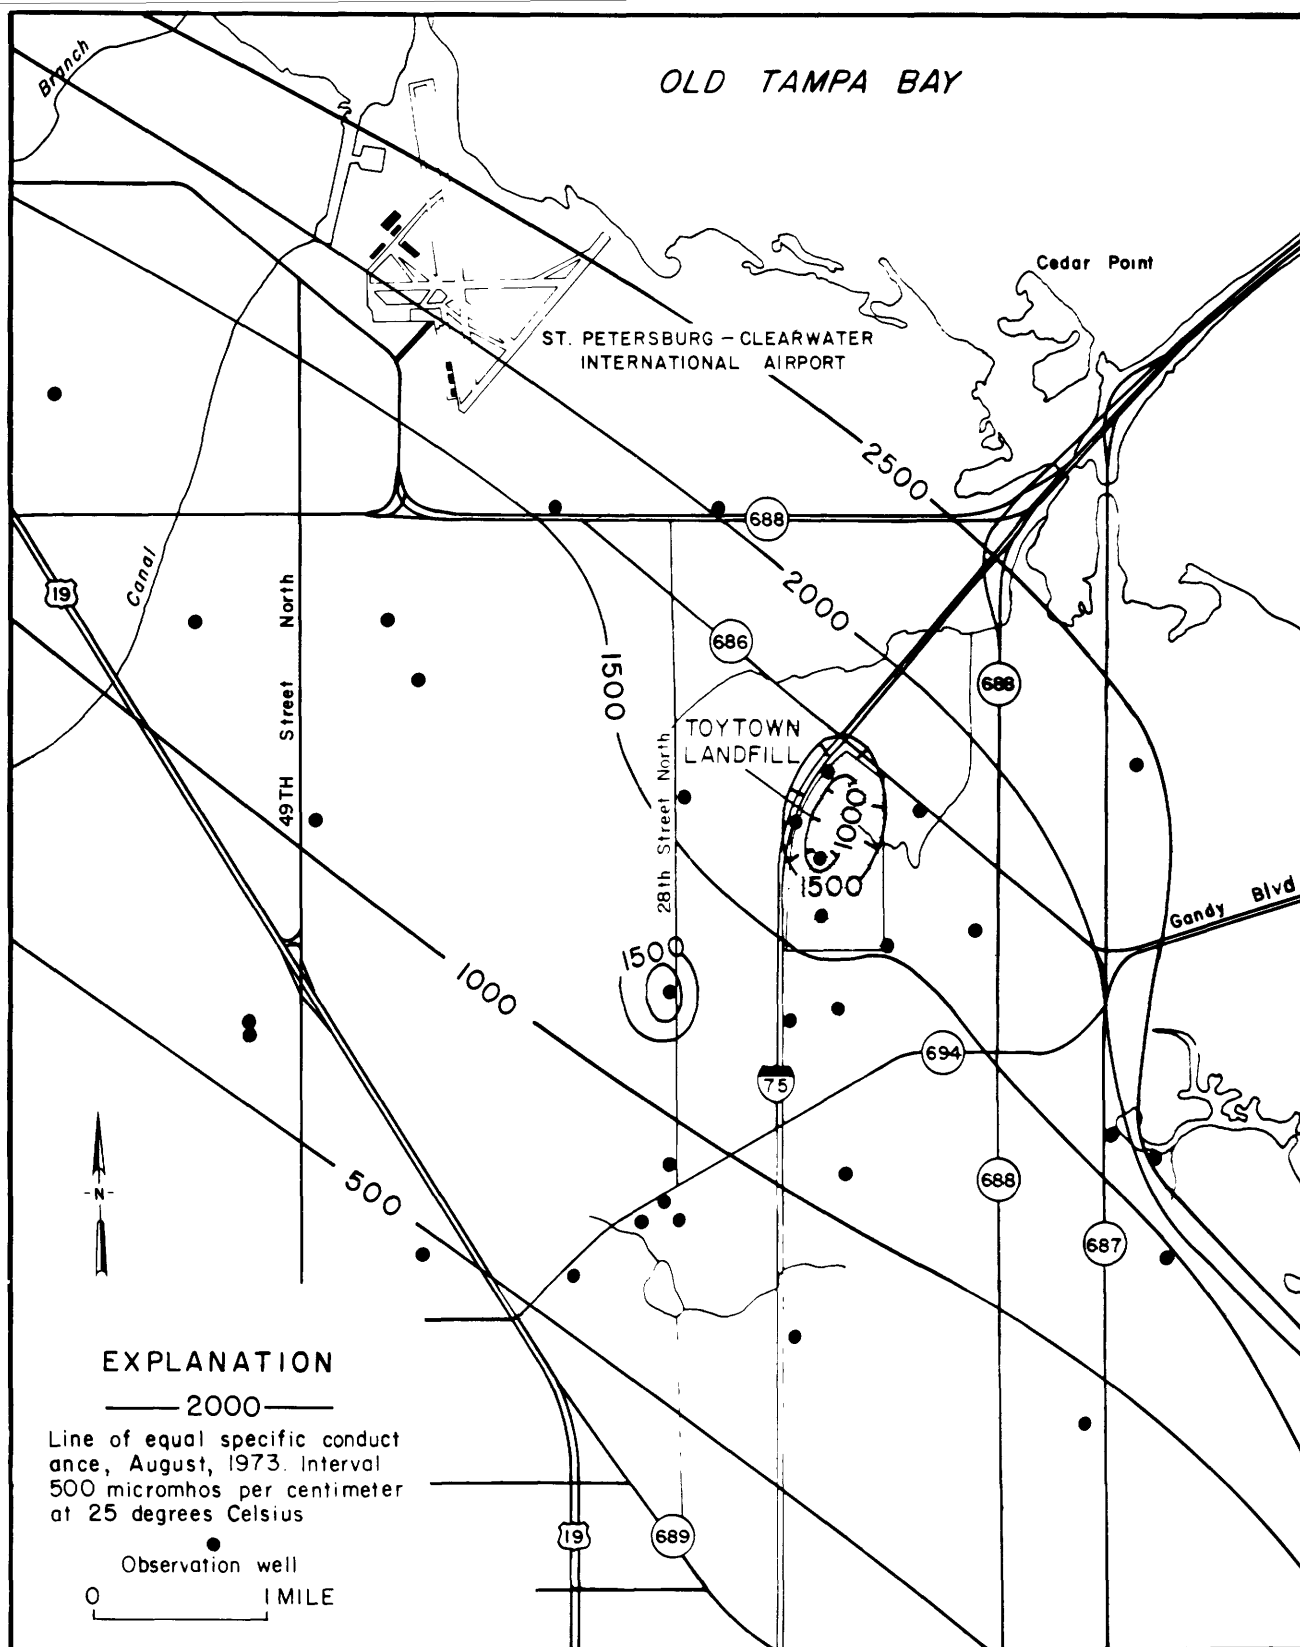 Branch
OLD TAMPA BAY
Cedar Point
ST. PETERSBURG – CLEARWATER
INTERNATIONAL AIRPORT
2500
688
19
Canal
49TH Street North
2000
686
1500
688
TOYTOWN
LANDFILL
28th Street North
1000
1500
Gandy Blvd
1500
1000
694
75
-N-
500
688
687
EXPLANATION
2000
Line of equal specific conduct
ance, August, 1973. Interval
500 micromhos per centimeter
at 25 degrees Celsius
Observation well
0 1 MILE
19
689